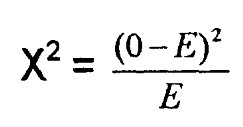 X² = (0 – E)² / E